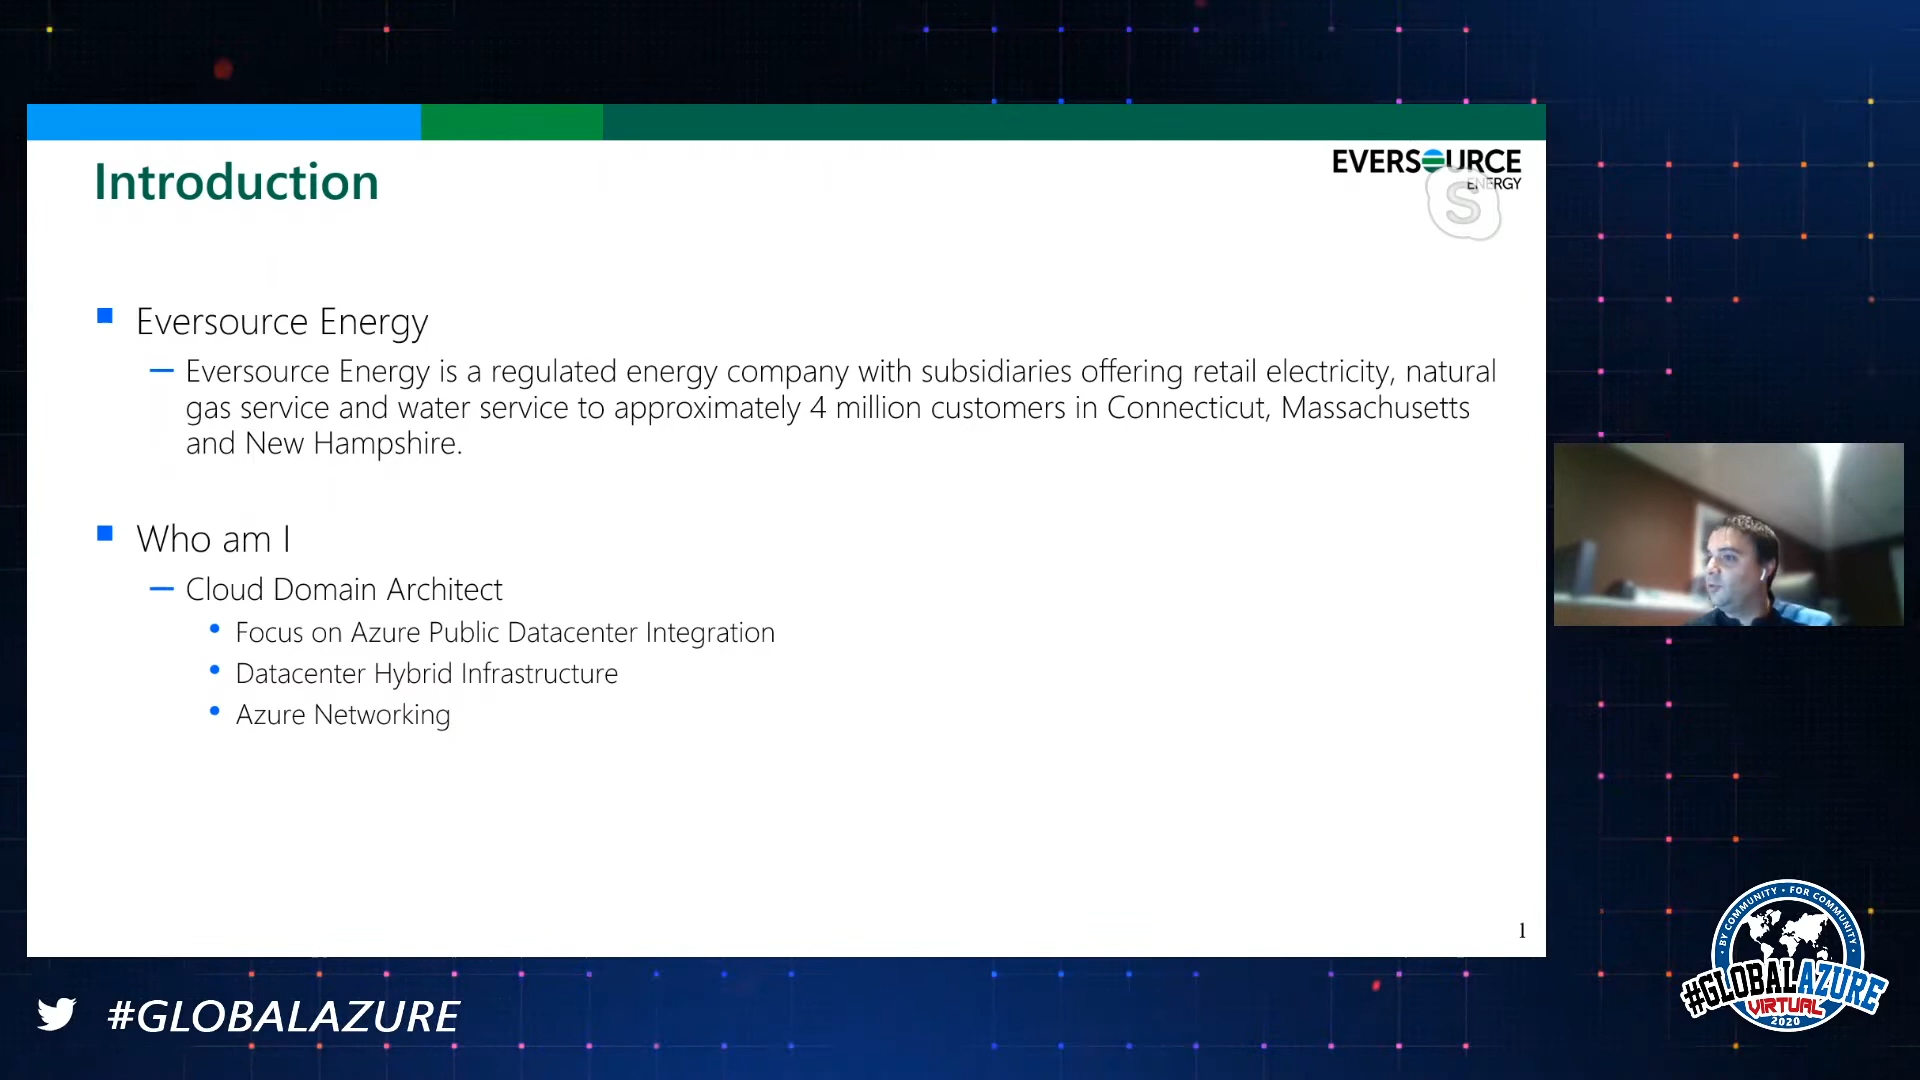 EVERSOURCE
ENERGY
S
Introduction
Eversource Energy
Eversource Energy is a regulated energy company with subsidiaries offering retail electricity, natural
gas service and water service to approximately 4 million customers in Connecticut, Massachusetts
and New Hampshire.
Who am I
Cloud Domain Architect
Focus on Azure Public Datacenter Integration
Datacenter Hybrid Infrastructure
Azure Networking
1
#GLOBALAZURE
BY COMMUNITY • FOR COMMUNITY
#GLOBALAZURE
VIRTUAL
2020